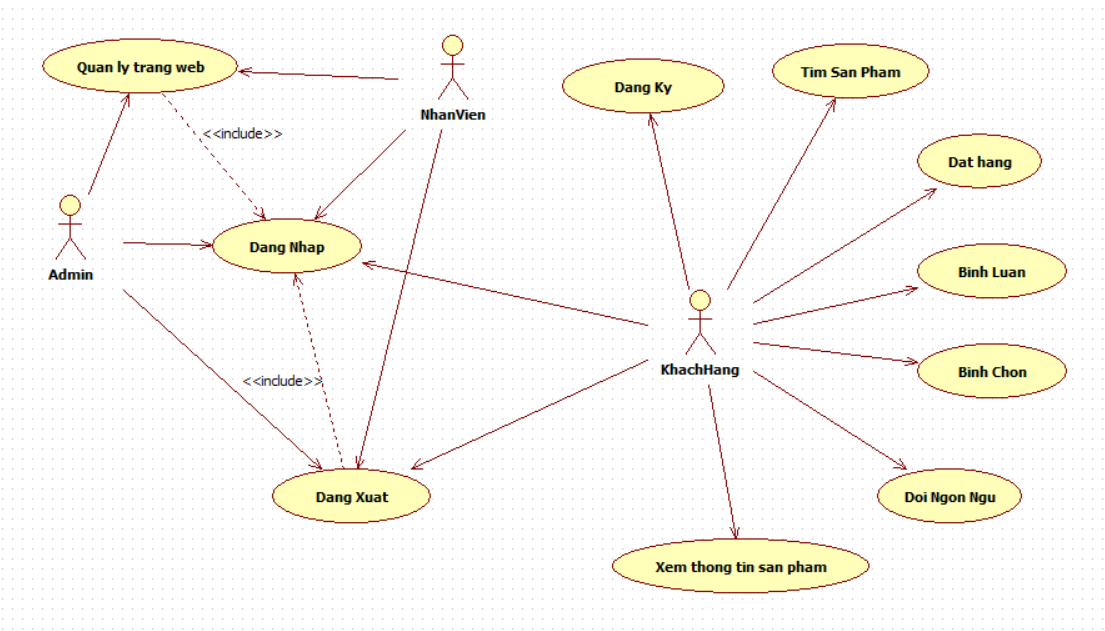 Quan ly trang web
NhanVien
Dang Ky
Tim San Pham
<<include>>
Dat hang
Admin
Dang Nhap
Binh Luan
KhachHang
Binh Chon
<<include>>
Dang Xuat
Doi Ngon Ngu
Xem thong tin san pham